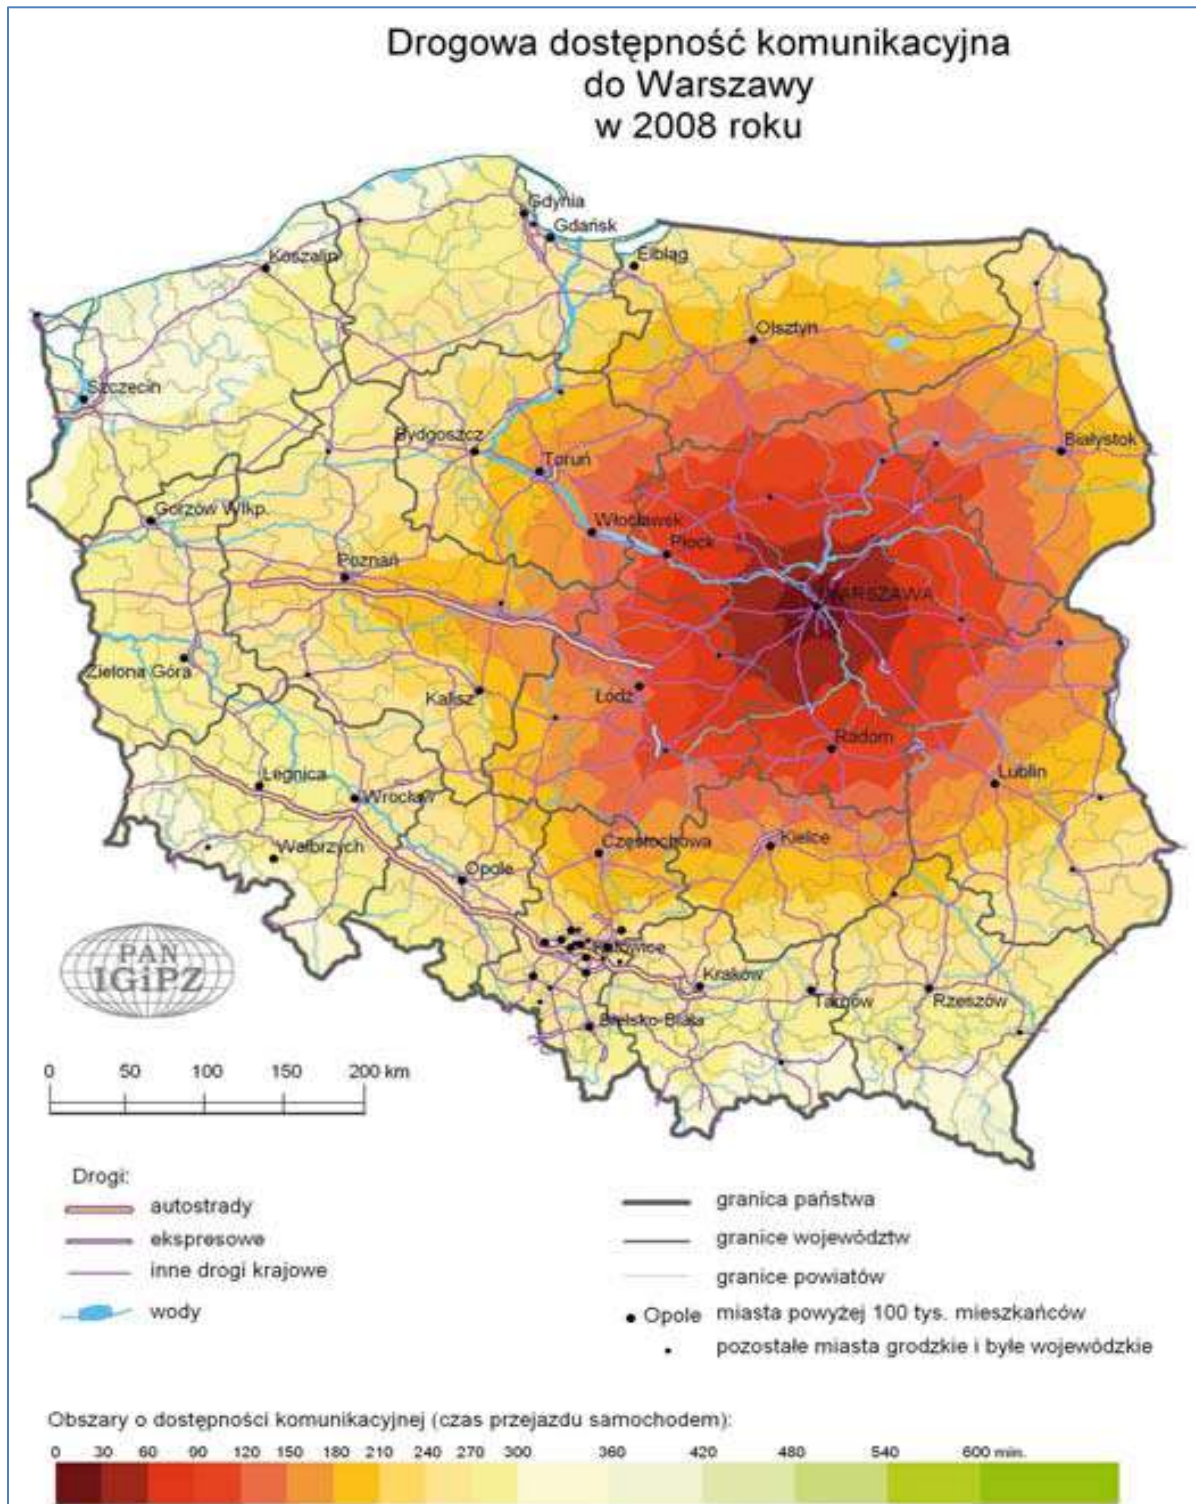 Drogowa dostępność komunikacyjna
do Warszawy
w 2008 roku
Gdynia
Gdańsk
Koszalin
Elbląg
Olsztyn
Szczecin
Bydgoszcz
Białystok
Toruń
Gorzów Wlkp.
Włocławek
Płock
Poznań
WARSZAWA
Zielona Góra
Kalisz
Łódź
Radom
Legnica
Wrocław
Lublin
Wałbrzych
Częstochowa
Kielce
Opole
PAN
IGiPZ
Katowice
Kraków
Tarnów
Rzeszów
Bielsko-Biała
0 50 100 150 200 km
Drogi:
autostrady
ekspresowe
inne drogi krajowe
wody
granica państwa
granice województw
granice powiatów
Opole miasta powyżej 100 tys. mieszkańców
pozostałe miasta grodzkie i byłe wojewódzkie
Obszary o dostępności komunikacyjnej (czas przejazdu samochodem):
0 30 60 90 120 150 180 210 240 270 300 360 420 480 540 600 min.